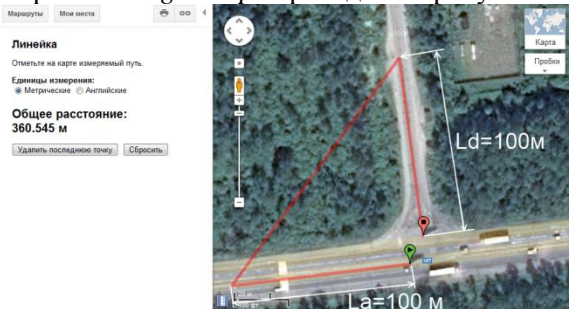 Маршруты Мои места
Линейка
Отметьте на карте измеряемый путь.
Единицы измерения:
Метрические Английские
Общее расстояние:
360.545 м
Удалить последнюю точку Сбросить
Карта
Пробки
Ld=100м
La=100 м